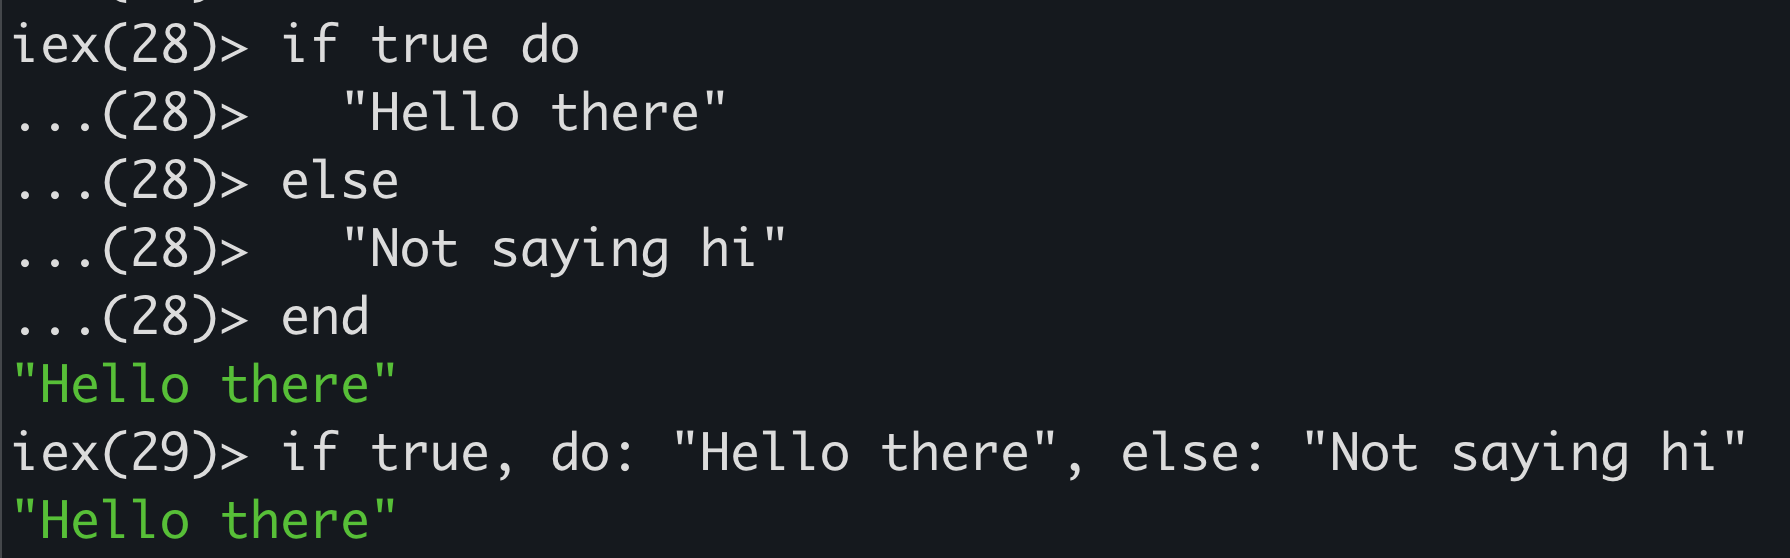 iex(28)> if true do
...(28)>   "Hello there"
...(28)> else
...(28)>   "Not saying hi"
...(28)> end
"Hello there"
iex(29)> if true, do: "Hello there", else: "Not saying hi"
"Hello there"